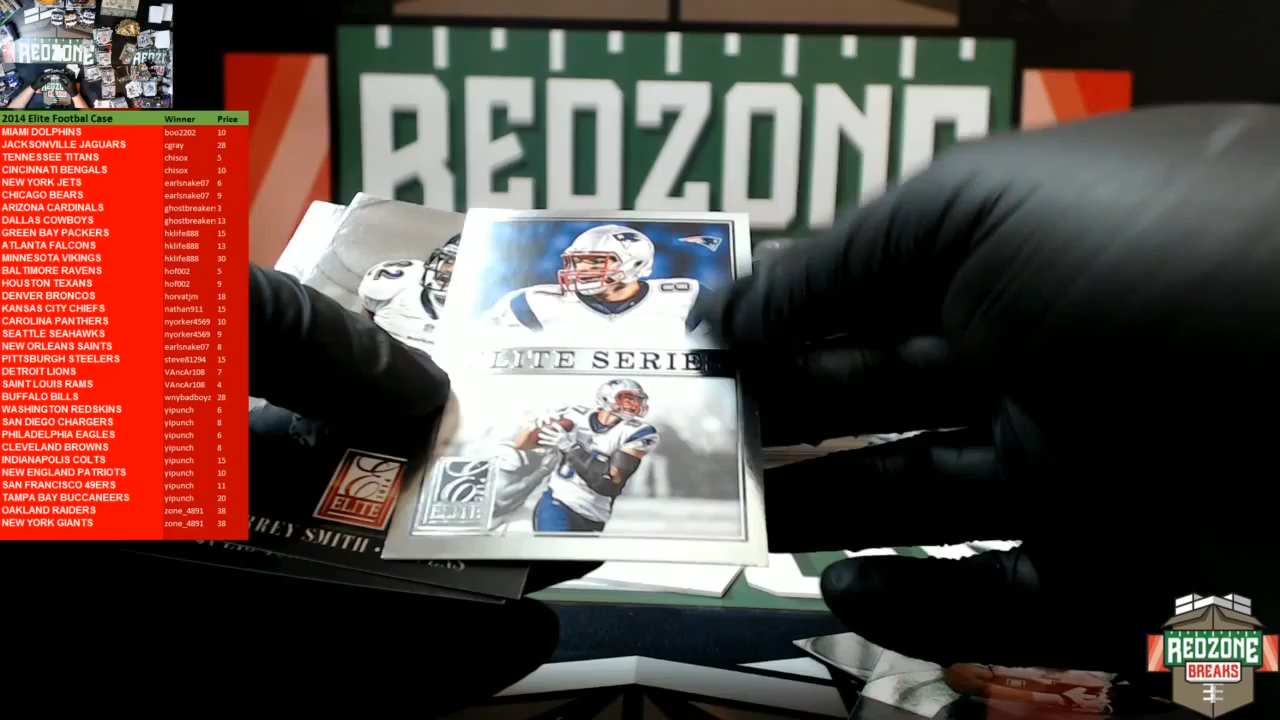 REDZONE
REDZONE
2014 Elite Footbal Case Winner Price
MIAMI DOLPHINS boo2202 10
JACKSONVILLE JAGUARS cgray 28
TENNESSEE TITANS chisox 5
CINCINNATI BENGALS chisox 10
NEW YORK JETS earlsnake07 6
CHICAGO BEARS earlsnake07 9
ARIZONA CARDINALS ghostbreaker 3
DALLAS COWBOYS ghostbreaker 13
GREEN BAY PACKERS hklife888 15
ATLANTA FALCONS hklife888 13
MINNESOTA VIKINGS hklife888 30
BALTIMORE RAVENS hof002 5
HOUSTON TEXANS hof002 9
DENVER BRONCOS horvatjm 18
KANSAS CITY CHIEFS nathan911 15
CAROLINA PANTHERS nyorker4569 10
SEATTLE SEAHAWKS nyorker4569 9
NEW ORLEANS SAINTS earlsnake07 8
PITTSBURGH STEELERS steve81294 15
DETROIT LIONS VAncAr108 7
SAINT LOUIS RAMS VAncAr108 4
BUFFALO BILLS wnybadboyz 28
WASHINGTON REDSKINS yipunch 6
SAN DIEGO CHARGERS yipunch 8
PHILADELPHIA EAGLES yipunch 6
CLEVELAND BROWNS yipunch 8
INDIANAPOLIS COLTS yipunch 15
NEW ENGLAND PATRIOTS yipunch 10
SAN FRANCISCO 49ERS yipunch 11
TAMPA BAY BUCCANEERS yipunch 20
OAKLAND RAIDERS zone_4891 38
NEW YORK GIANTS zone_4891 38
82
8
LITE SERIE
ELITE
ELITE
RREY SMITH
REDZONE
BREAKS